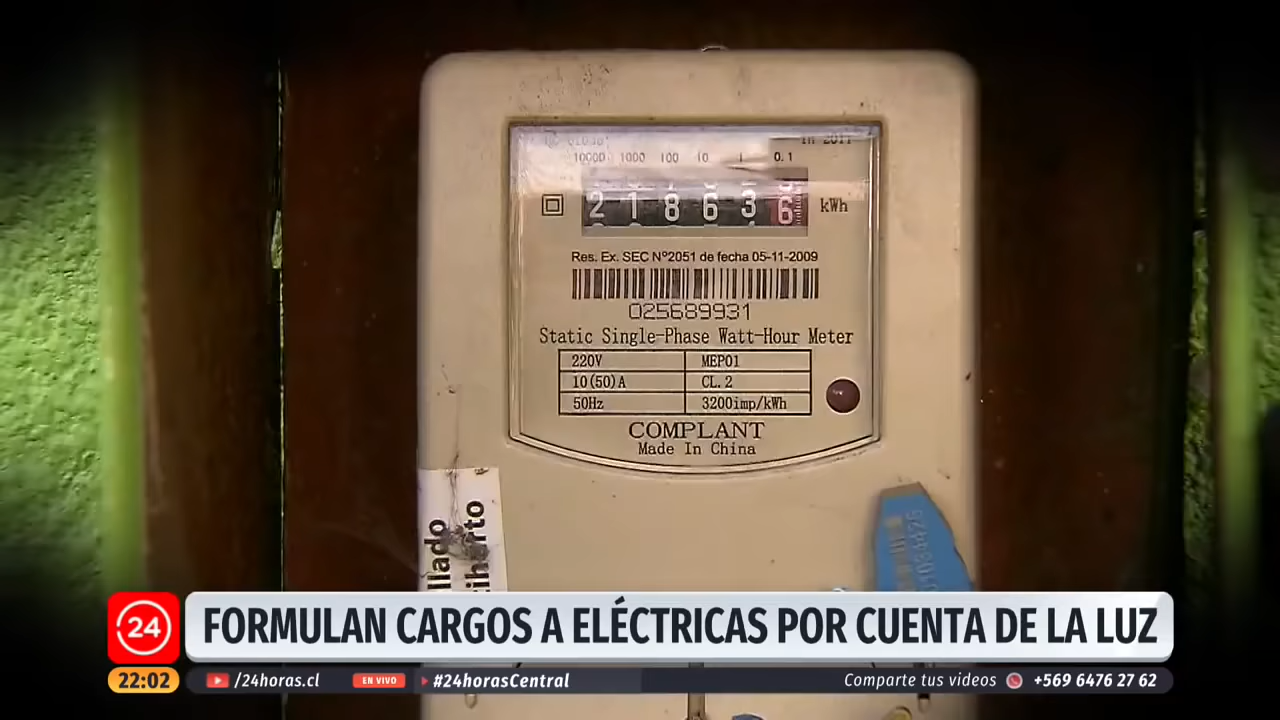 10000 1000 100 10 1 0.1
2 1 8 6 3 6 kWh
Res. Ex. SEC Nº2051 de fecha 05-11-2009
025689931
Static Single-Phase Watt-Hour Meter
220V MEP01
10(50)A CL.2
50Hz 3200imp/kWh
COMPLANT
Made In China
llado
24
FORMULAN CARGOS A ELÉCTRICAS POR CUENTA DE LA LUZ
22:02 /24horas.cl EN VIVO #24horasCentral Comparte tus videos +569 6476 27 62